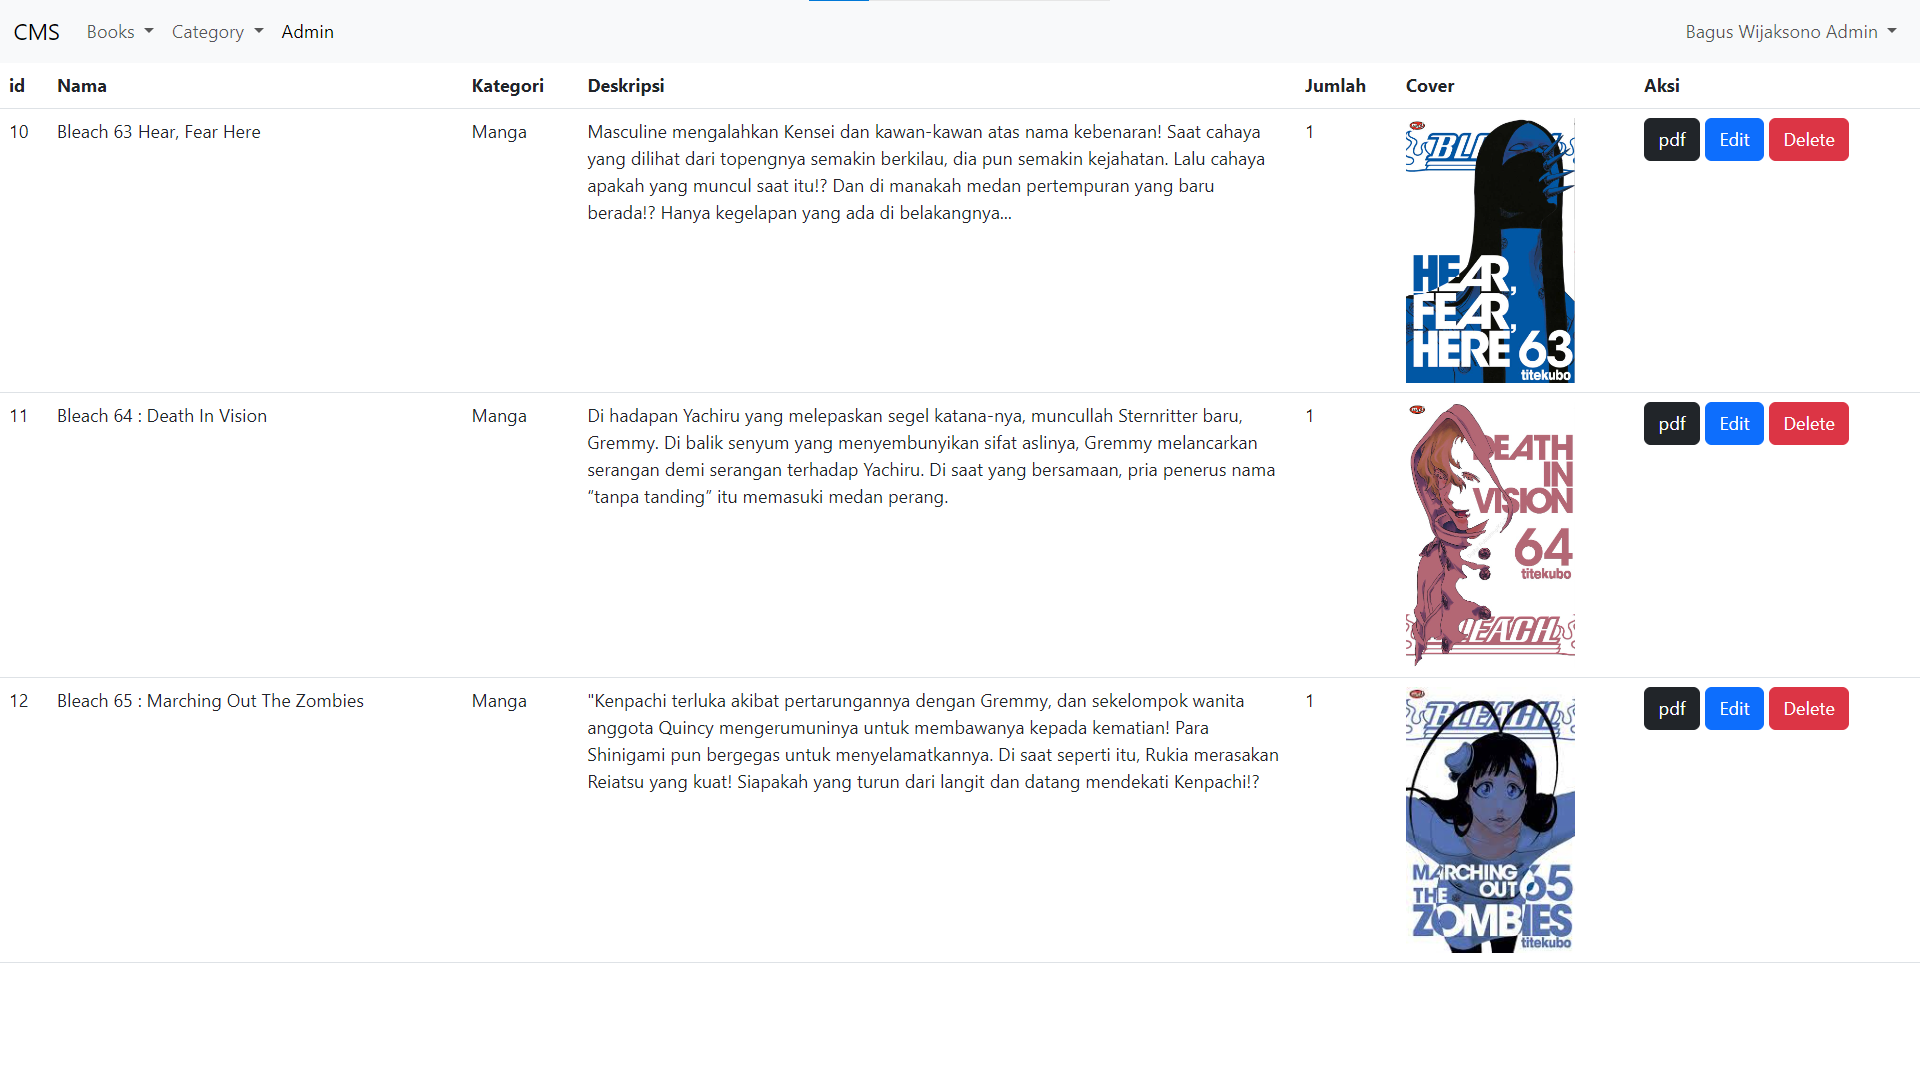 CMS Books Category Admin Bagus Wijaksono Admin
id Nama Kategori Deskripsi Jumlah Cover Aksi
10 Bleach 63 Hear, Fear Here Manga Masculine mengalahkan Kensei dan kawan-kawan atas nama kebenaran! Saat cahaya 1 pdf Edit Delete
yang dilihat dari topengnya semakin berkilau, dia pun semakin kejahatan. Lalu cahaya
apakah yang muncul saat itu!? Dan di manakah medan pertempuran yang baru
berada!? Hanya kegelapan yang ada di belakangnya...
HEAR,
FEAR,
HERE 63
titekubo
11 Bleach 64 : Death In Vision Manga Di hadapan Yachiru yang melepaskan segel katana-nya, muncullah Sternritter baru, 1 pdf Edit Delete
Gremmy. Di balik senyum yang menyembunyikan sifat aslinya, Gremmy melancarkan
serangan demi serangan terhadap Yachiru. Di saat yang bersamaan, pria penerus nama
“tanpa tanding” itu memasuki medan perang.
DEATH
IN
VISION
64
titekubo
BLEACH
12 Bleach 65 : Marching Out The Zombies Manga "Kenpachi terluka akibat pertarungannya dengan Gremmy, dan sekelompok wanita 1 pdf Edit Delete
anggota Quincy mengerumuninya untuk membawanya kepada kematian! Para
Shinigami pun bergegas untuk menyelamatkannya. Di saat seperti itu, Rukia merasakan
Reiatsu yang kuat! Siapakah yang turun dari langit dan datang mendekati Kenpachi!?
BLEACH
MARCHING
THE OUT 65
ZOMBIES
titekubo